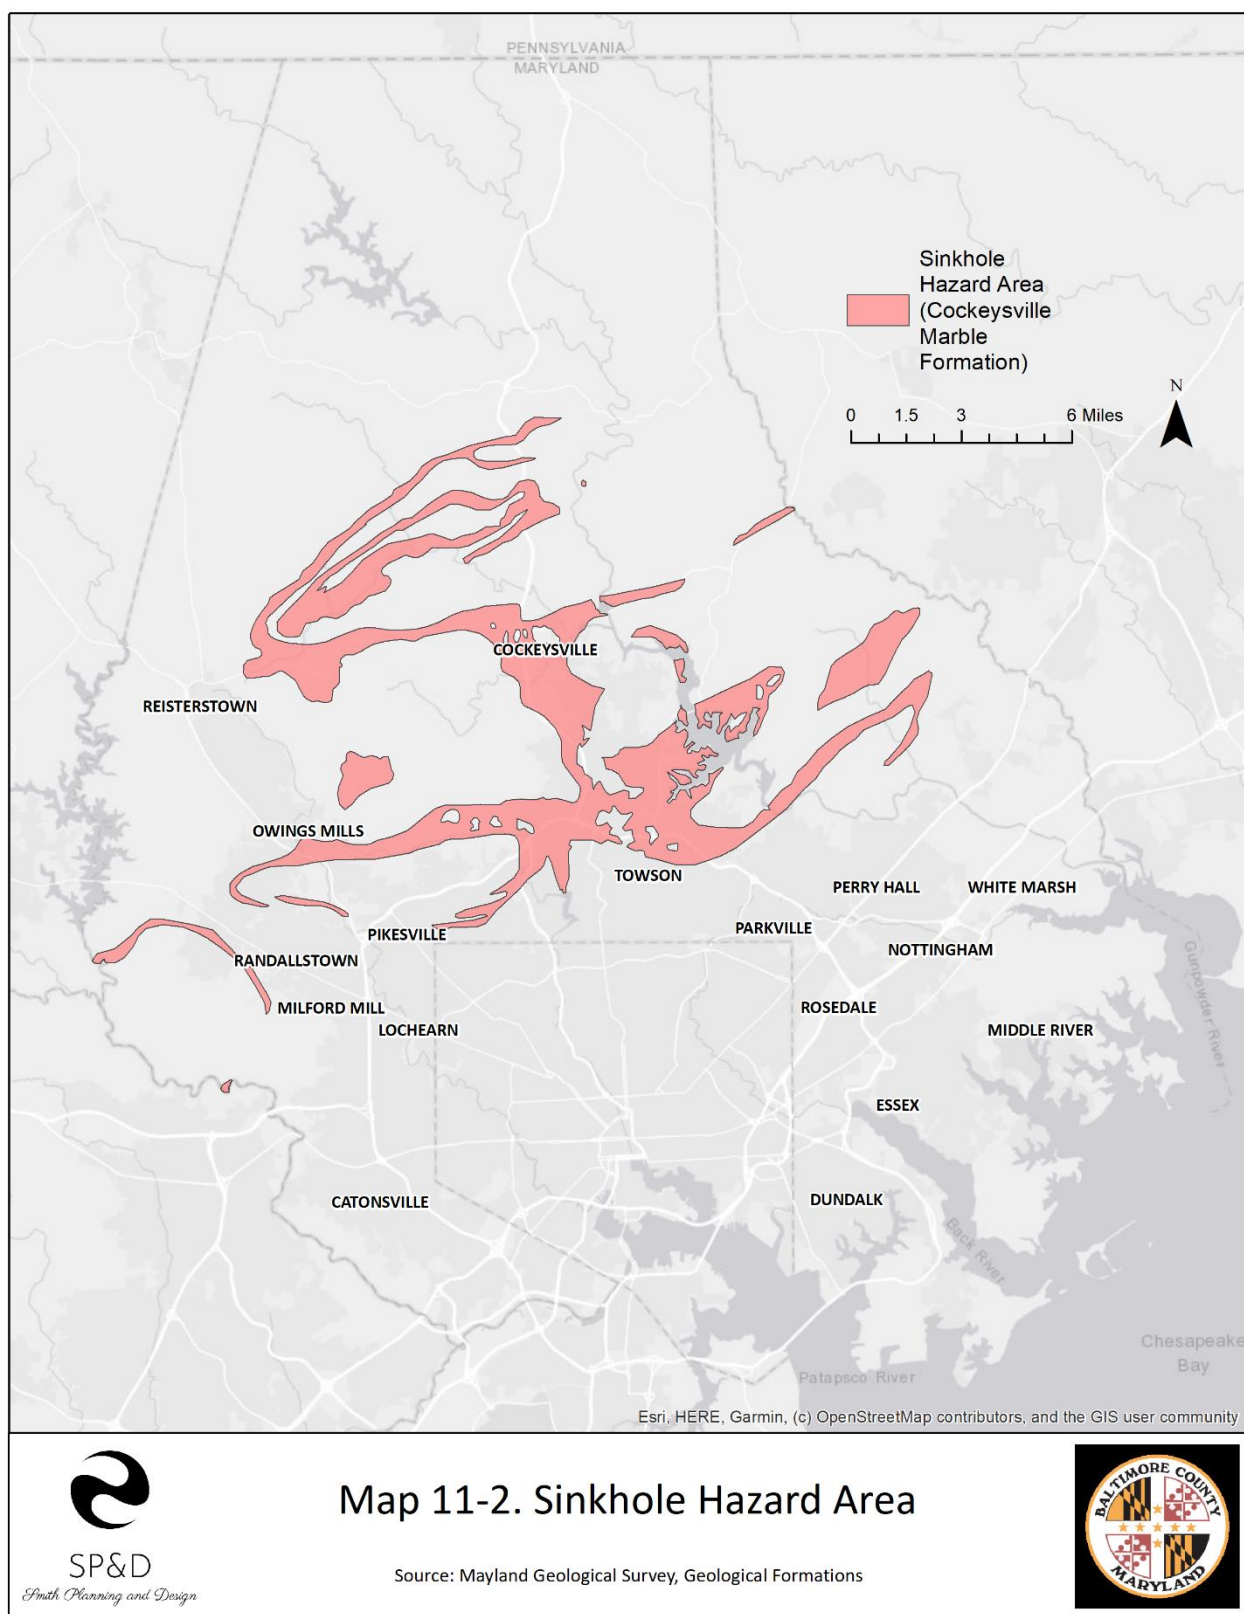 PENNSYLVANIA
MARYLAND
Sinkhole
Hazard Area
(Cockeysville
Marble
Formation)
0 1.5 3 6 Miles
N
COCKEYSVILLE
REISTERSTOWN
OWINGS MILLS
TOWSON
PERRY HALL
WHITE MARSH
PARKVILLE
PIKESVILLE
NOTTINGHAM
RANDALLSTOWN
Gunpowder River
MILFORD MILL
ROSEDALE
LOCHEARN
MIDDLE RIVER
ESSEX
CATONSVILLE
DUNDALK
Back River
Chesapeake
Bay
Patapsco River
Esri, HERE, Garmin, (c) OpenStreetMap contributors, and the GIS user community
SP&D
Smith Planning and Design
Map 11-2. Sinkhole Hazard Area
Source: Mayland Geological Survey, Geological Formations
BALTIMORE COUNTY
MARYLAND